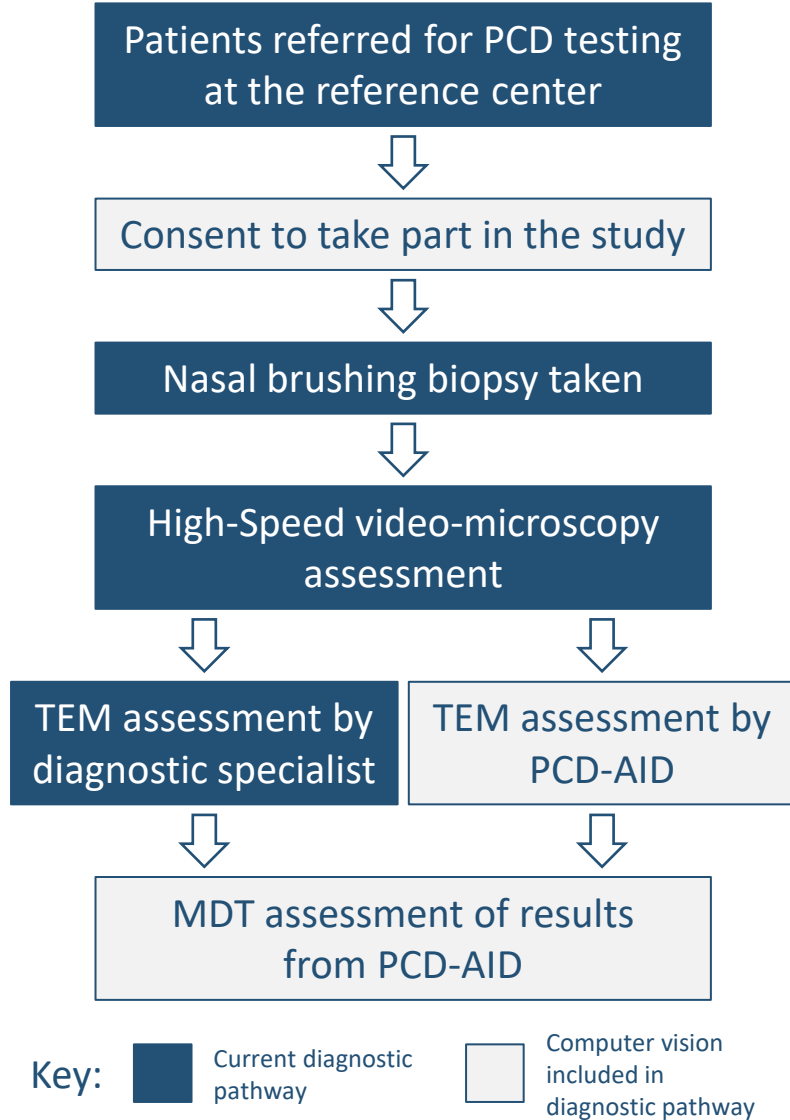 Patients referred for PCD testing
at the reference center
Consent to take part in the study
Nasal brushing biopsy taken
High-Speed video-microscopy
assessment
TEM assessment by
diagnostic specialist
TEM assessment by
PCD-AID
MDT assessment of results
from PCD-AID
Key:
Current diagnostic
pathway
Computer vision
included in
diagnostic pathway